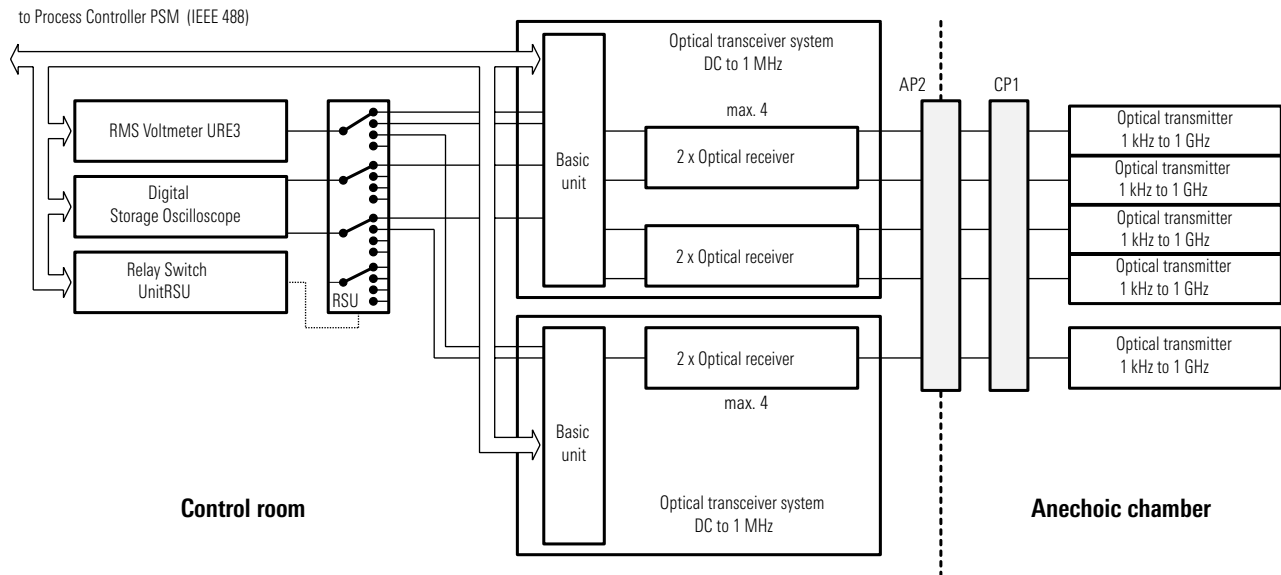 to Process Controller PSM (IEEE 488)
Optical transceiver system
DC to 1 MHz
AP2
CP1
max. 4
RMS Voltmeter URE3
Optical transmitter
1 kHz to 1 GHz
2 x Optical receiver
Basic
unit
Optical transmitter
1 kHz to 1 GHz
Digital
Storage Oscilloscope
Optical transmitter
1 kHz to 1 GHz
2 x Optical receiver
Optical transmitter
1 kHz to 1 GHz
Relay Switch
UnitRSU
RSU
2 x Optical receiver
Optical transmitter
1 kHz to 1 GHz
max. 4
Basic
unit
Control room
Optical transceiver system
DC to 1 MHz
Anechoic chamber